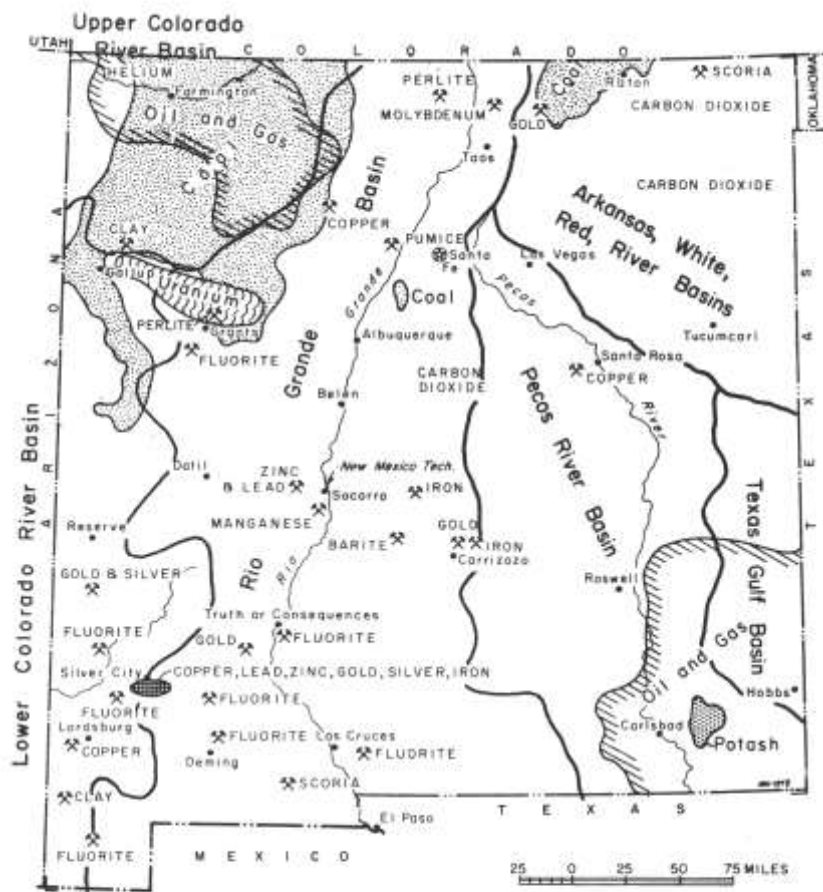 Upper Colorado
River Basin
UTAH
COLORADO
OKLAHOMA
HELIUM
Farmington
Oil and Gas
Coal
PERLITE
MOLYBDENUM
GOLD
Coal
Raton
SCORIA
CARBON DIOXIDE
Taos
CARBON DIOXIDE
Basin
COPPER
Arkansas, White,
Red, River Basins
CLAY
Gallup
Uranium
PUMICE
Santa
Fe
Las Vegas
Pecos
Grande
Coal
PERLITE
Grants
FLUORITE
Albuquerque
Tucumcari
Santa Rosa
COPPER
Grande
CARBON
DIOXIDE
Belen
Pecos River Basin
River
ARIZONA
TEXAS
Lower Colorado River Basin
Datil
ZINC
& LEAD
New Mexico Tech.
Socorro
IRON
MANGANESE
Reserve
BARITE
GOLD
IRON
Carrizozo
Texas
Gulf Basin
GOLD & SILVER
Rio
Rio
Roswell
Truth or Consequences
FLUORITE
GOLD
FLUORITE
Silver City
COPPER, LEAD, ZINC, GOLD, SILVER, IRON
Oil and Gas
Hobbs
FLUORITE
FLUORITE
Lordsburg
COPPER
FLUORITE
Las Cruces
Deming
FLUORITE
Carlsbad
Potash
CLAY
SCORIA
TEXAS
El Paso
FLUORITE
MEXICO
25 0 25 50 75 MILES